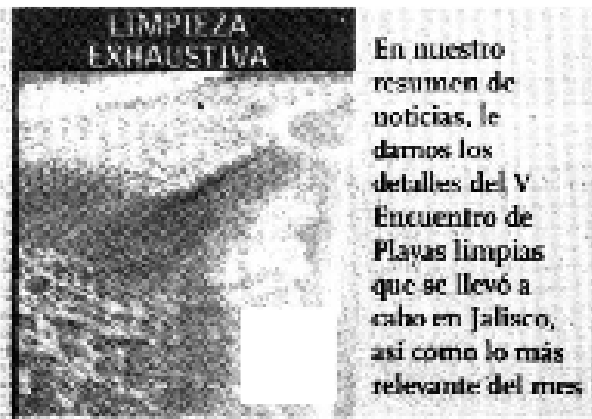 LIMPIEZA
EXHAUSTIVA
En nuestro
resumen de
noticias, le
damos los
detalles del V
Encuentro de
Playas limpias
que se llevó a
cabo en Jalisco,
así como lo más
relevante del mes